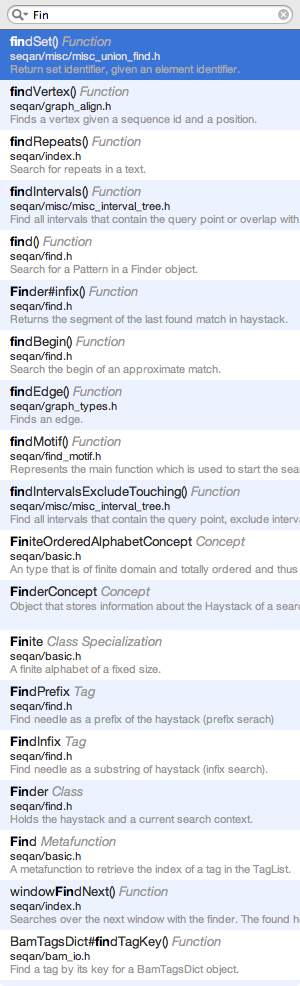 Fin
findSet() Function
seqan/misc/misc_union_find.h
Return set identifier, given an element identifier.
findVertex() Function
seqan/graph_align.h
Finds a vertex given a sequence id and a position.
findRepeats() Function
seqan/index.h
Search for repeats in a text.
findIntervals() Function
seqan/misc/misc_interval_tree.h
Find all intervals that contain the query point or overlap with
find() Function
seqan/find.h
Search for a Pattern in a Finder object.
Finder#infix() Function
seqan/find.h
Returns the segment of the last found match in haystack.
findBegin() Function
seqan/find.h
Search the begin of an approximate match.
findEdge() Function
seqan/graph_types.h
Finds an edge.
findMotif() Function
seqan/find_motif.h
Represents the main function which is used to start the sea
findIntervalsExcludeTouching() Function
seqan/misc/misc_interval_tree.h
Find all intervals that contain the query point, exclude interv
FiniteOrderedAlphabetConcept Concept
seqan/basic.h
An type that is of finite domain and totally ordered and thus
FinderConcept Concept
Object that stores information about the Haystack of a searc
Finite Class Specialization
seqan/basic.h
A finite alphabet of a fixed size.
FindPrefix Tag
seqan/find.h
Find needle as a prefix of the haystack (prefix serach)
FindInfix Tag
seqan/find.h
Find needle as a substring of haystack (infix search).
Finder Class
seqan/find.h
Holds the haystack and a current search context.
Find Metafunction
seqan/basic.h
A metafunction to retrieve the index of a tag in the TagList.
windowFindNext() Function
seqan/index.h
Searches over the next window with the finder. The found hi
BamTagsDict#findTagKey() Function
seqan/bam_io.h
Find a tag by its key for a BamTagsDict object.